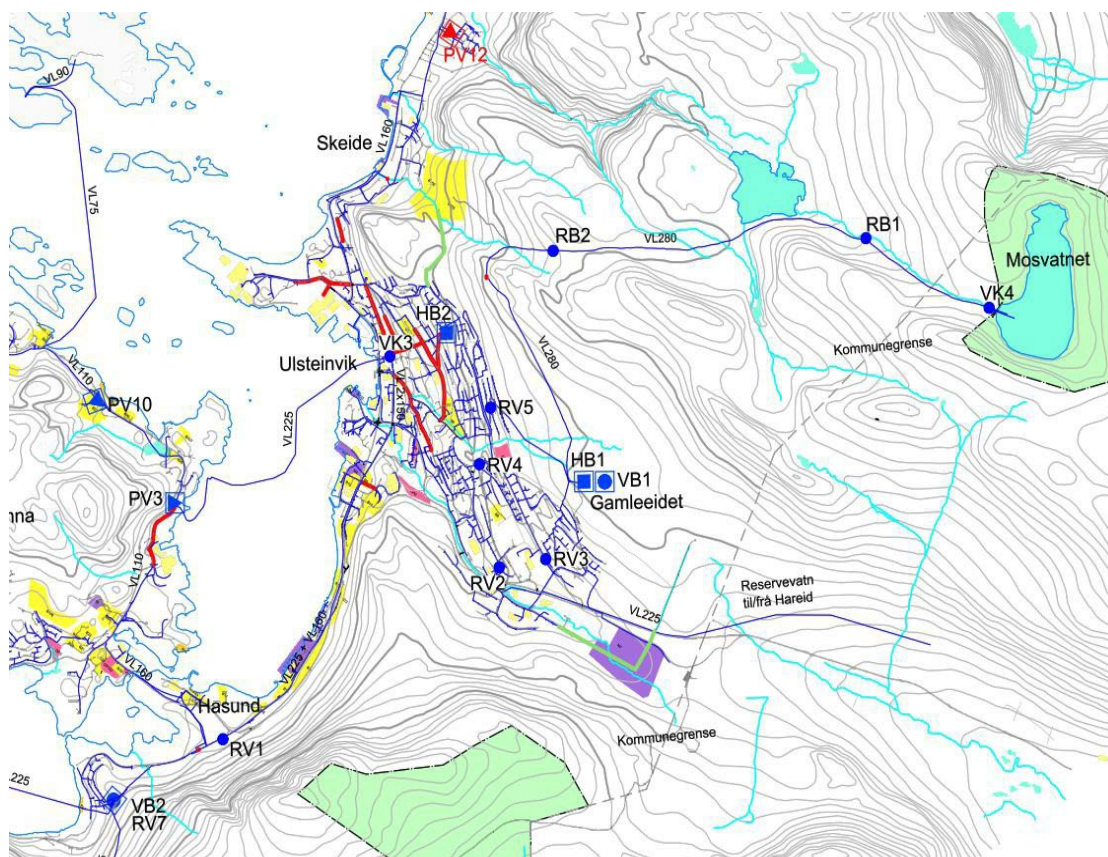 PV12
VL90
VL160
Skeide
VL75
RB2
VL280
RB1
Mosvatnet
VK4
HB2
VK3
Ulsteinvik
Kommunegrense
VL280
VL110
PV10
VL225
VL2x150
RV5
RV4
HB1
VB1
Gamleeidet
PV3
nna
VL110
RV3
RV2
Reservevatn
til/frå Hareid
VL225
VL160
VL225 + VL160
Hasund
Kommunegrense
RV1
L225
VB2
RV7